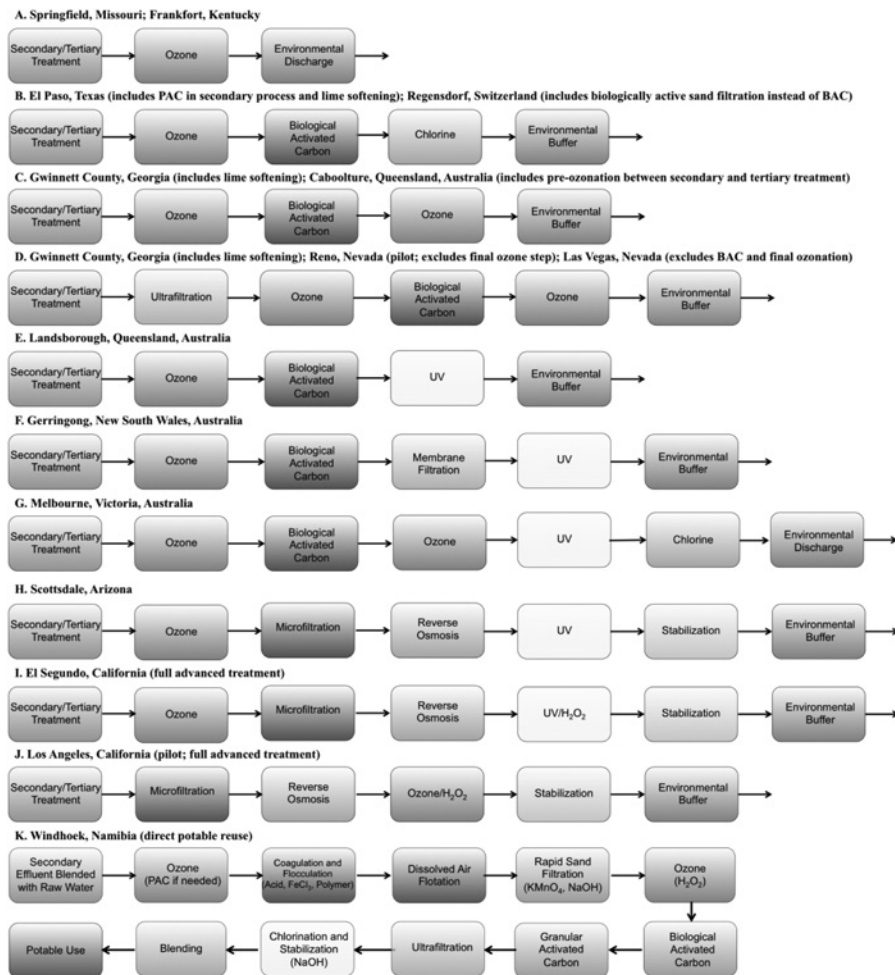 A. Springfield, Missouri; Frankfort, Kentucky
Secondary/Tertiary
Treatment
Ozone
Environmental
Discharge
B. El Paso, Texas (includes PAC in secondary process and lime softening); Regensdorf, Switzerland (includes biologically active sand filtration instead of BAC)
Secondary/Tertiary
Treatment
Ozone
Biological
Activated
Carbon
Chlorine
Environmental
Buffer
C. Gwinnett County, Georgia (includes lime softening); Caboolture, Queensland, Australia (includes pre-ozonation between secondary and tertiary treatment)
Secondary/Tertiary
Treatment
Ozone
Biological
Activated
Carbon
Ozone
Environmental
Buffer
D. Gwinnett County, Georgia (includes lime softening); Reno, Nevada (pilot; excludes final ozone step); Las Vegas, Nevada (excludes BAC and final ozonation)
Secondary/Tertiary
Treatment
Ultrafiltration
Ozone
Biological
Activated
Carbon
Ozone
Environmental
Buffer
E. Landsborough, Queensland, Australia
Secondary/Tertiary
Treatment
Ozone
Biological
Activated
Carbon
UV
Environmental
Buffer
F. Gerringong, New South Wales, Australia
Secondary/Tertiary
Treatment
Ozone
Biological
Activated
Carbon
Membrane
Filtration
UV
Environmental
Buffer
G. Melbourne, Victoria, Australia
Secondary/Tertiary
Treatment
Ozone
Biological
Activated
Carbon
Ozone
UV
Chlorine
Environmental
Discharge
H. Scottsdale, Arizona
Secondary/Tertiary
Treatment
Ozone
Microfiltration
Reverse
Osmosis
UV
Stabilization
Environmental
Buffer
I. El Segundo, California (full advanced treatment)
Secondary/Tertiary
Treatment
Ozone
Microfiltration
Reverse
Osmosis
UV/H₂O₂
Stabilization
Environmental
Buffer
J. Los Angeles, California (pilot; full advanced treatment)
Secondary/Tertiary
Treatment
Microfiltration
Reverse
Osmosis
Ozone/H₂O₂
Stabilization
Environmental
Buffer
K. Windhoek, Namibia (direct potable reuse)
Secondary
Effluent Blended
with Raw Water
Ozone
(PAC if needed)
Coagulation and
Flocculation
(Acid, FeCl₃, Polymer)
Dissolved Air
Flotation
Rapid Sand
Filtration
(KMnO₄, NaOH)
Ozone
(H₂O₂)
Potable Use
Blending
Chlorination and
Stabilization
(NaOH)
Ultrafiltration
Granular
Activated
Carbon
Biological
Activated
Carbon